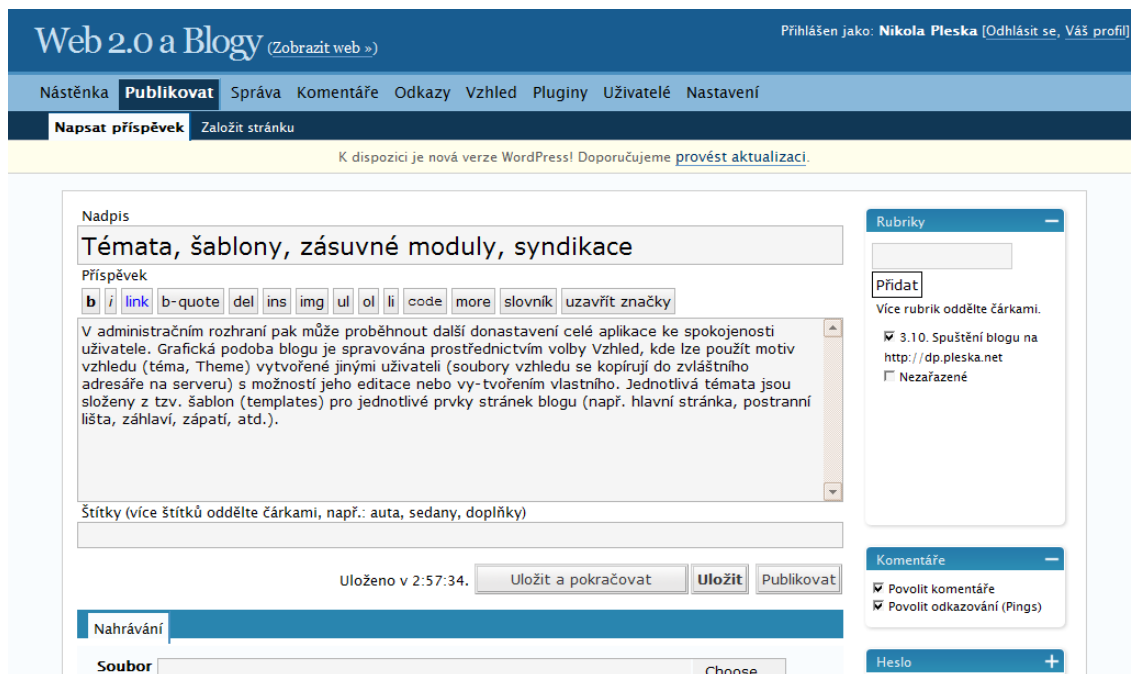 Web 2.0 a Blogy (Zobrazit web »)
Přihlášen jako: Nikola Pleska [Odhlásit se, Váš profil]
Nástěnka Publikovat Správa Komentáře Odkazy Vzhled Pluginy Uživatelé Nastavení
Napsat příspěvek Založit stránku
K dispozici je nová verze WordPress! Doporučujeme provést aktualizaci.
Nadpis
Témata, šablony, zásuvné moduly, syndikace
Příspěvek
b i link b-quote del ins img ul ol li code more slovník uzavřít značky
V administračním rozhraní pak může proběhnout další donastavení celé aplikace ke spokojenosti
uživatele. Grafická podoba blogu je spravována prostřednictvím volby Vzhled, kde lze použít motiv
vzhledu (téma, Theme) vytvořené jinými uživateli (soubory vzhledu se kopírují do zvláštního
adresáře na serveru) s možností jeho editace nebo vy-tvořením vlastního. Jednotlivá témata jsou
složeny z tzv. šablon (templates) pro jednotlivé prvky stránek blogu (např. hlavní stránka, postranní
lišta, záhlaví, zápatí, atd.).
Štítky (více štítků oddělte čárkami, např.: auta, sedany, doplňky)
Uloženo v 2:57:34. Uložit a pokračovat Uložit Publikovat
Nahrávání
Soubor Choose
Rubriky
Přidat
Více rubrik oddělte čárkami.
3.10. Spuštění blogu na
http://dp.pleska.net
Nezařazené
Komentáře
Povolit komentáře
Povolit odkazování (Pings)
Heslo